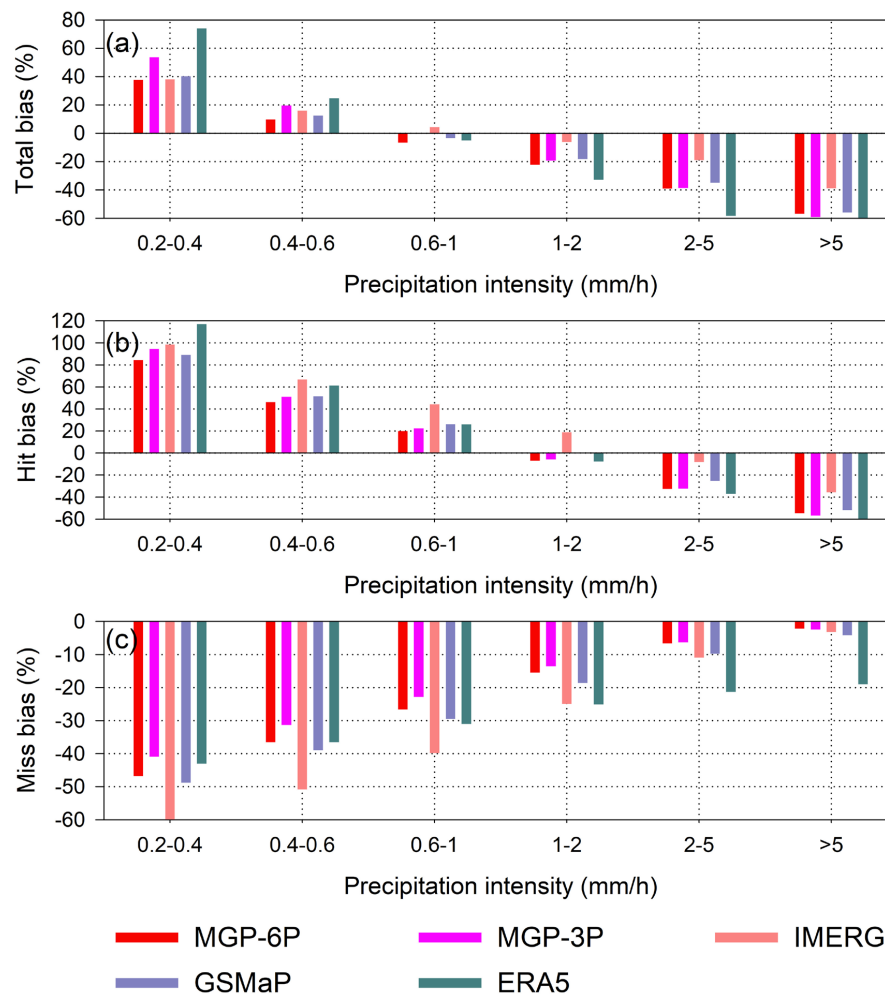 (a)
Total bias (%)
80
60
40
20
0
-20
-40
-60
0.2-0.4 0.4-0.6 0.6-1 1-2 2-5 >5
Precipitation intensity (mm/h)
(b)
Hit bias (%)
120
100
80
60
40
20
0
-20
-40
-60
0.2-0.4 0.4-0.6 0.6-1 1-2 2-5 >5
Precipitation intensity (mm/h)
(c)
Miss bias (%)
0
-10
-20
-30
-40
-50
-60
0.2-0.4 0.4-0.6 0.6-1 1-2 2-5 >5
Precipitation intensity (mm/h)
MGP-6P MGP-3P IMERG
GSMaP ERA5